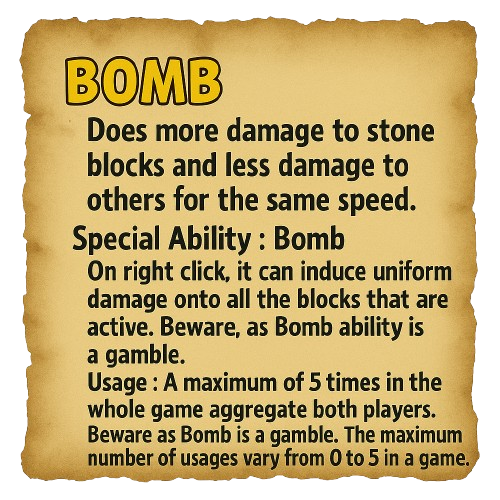 BOMB
Does more damage to stone
blocks and less damage to
others for the same speed.
Special Ability : Bomb
On right click, it can induce uniform
damage onto all the blocks that are
active. Beware, as Bomb ability is
a gamble.
Usage : A maximum of 5 times in the
whole game aggregate both players.
Beware as Bomb is a gamble. The maximum
number of usages vary from 0 to 5 in a game.